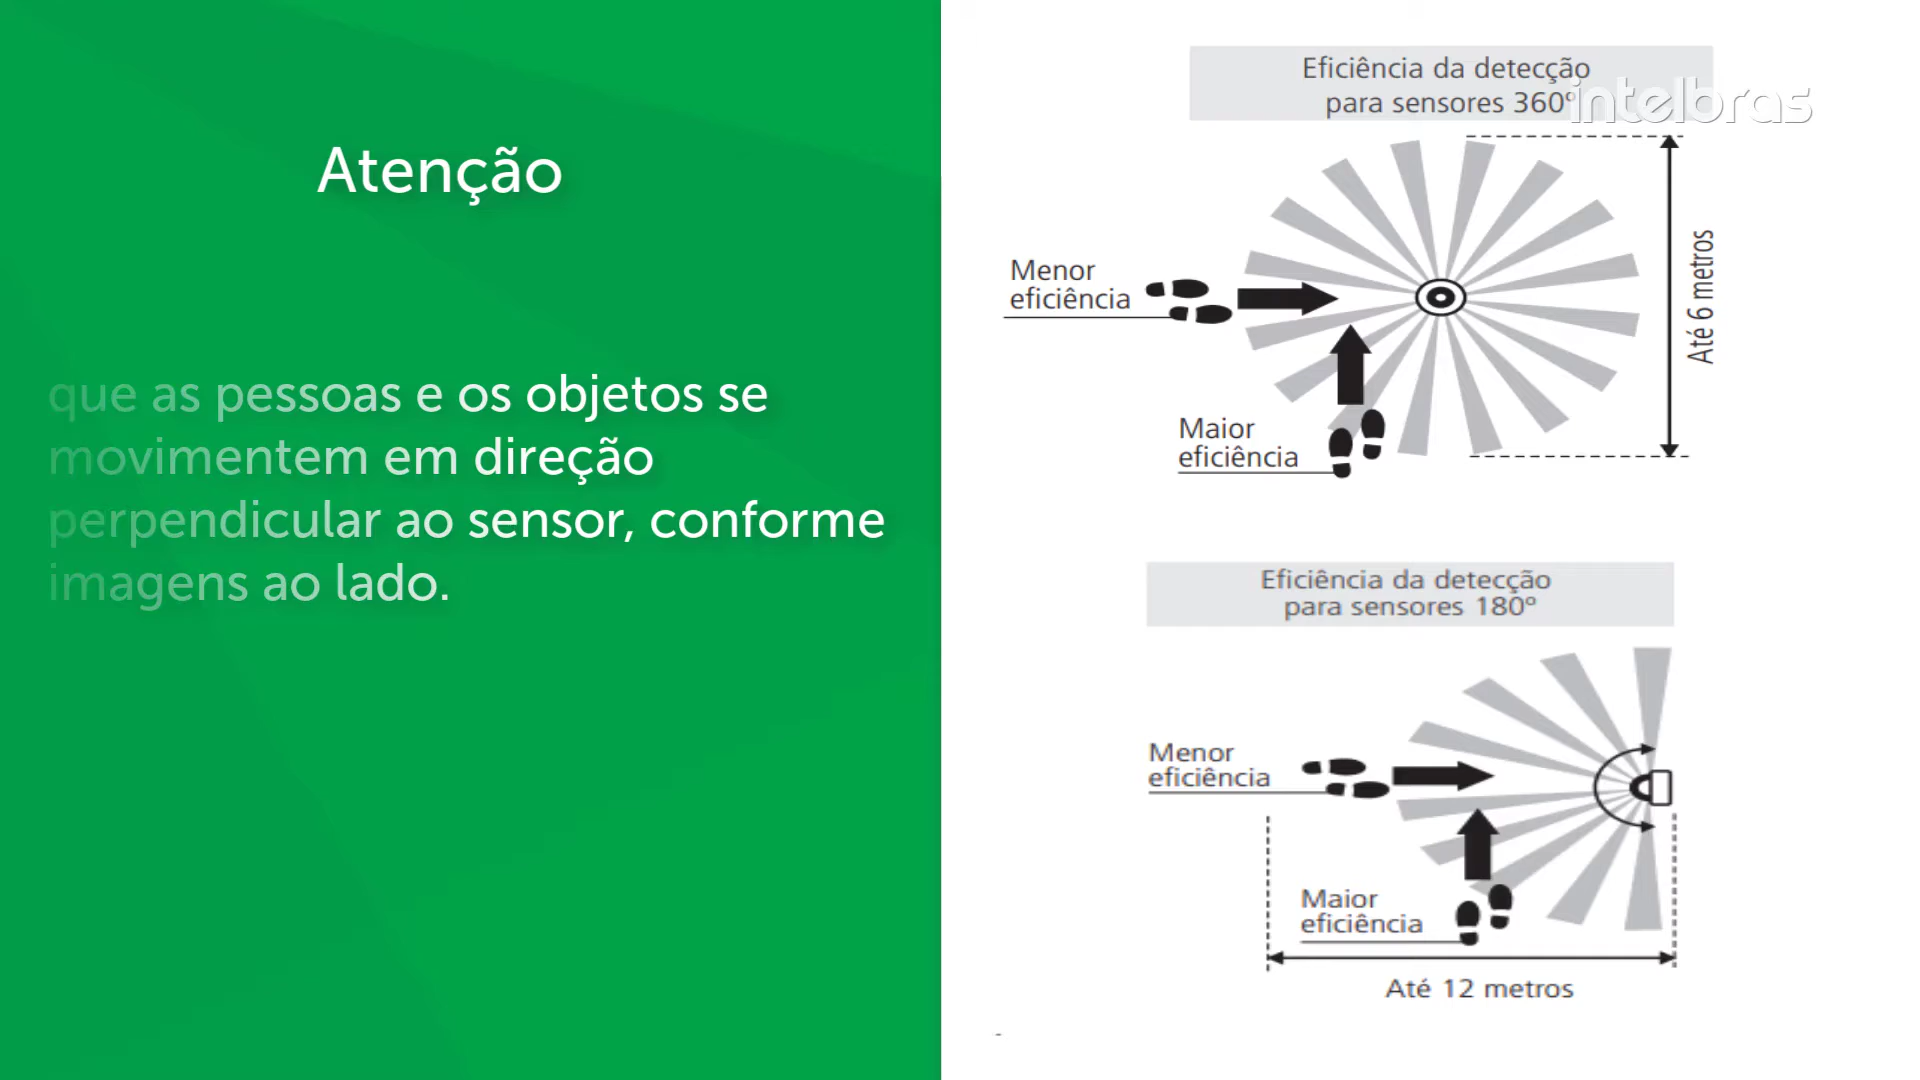 Atenção
que as pessoas e os objetos se
movimentem em direção
perpendicular ao sensor, conforme
imagens ao lado.
Eficiência da detecção
para sensores 360º
intelbras
Menor
eficiência
Maior
eficiência
Até 6 metros
Eficiência da detecção
para sensores 180º
Menor
eficiência
Maior
eficiência
Até 12 metros
-